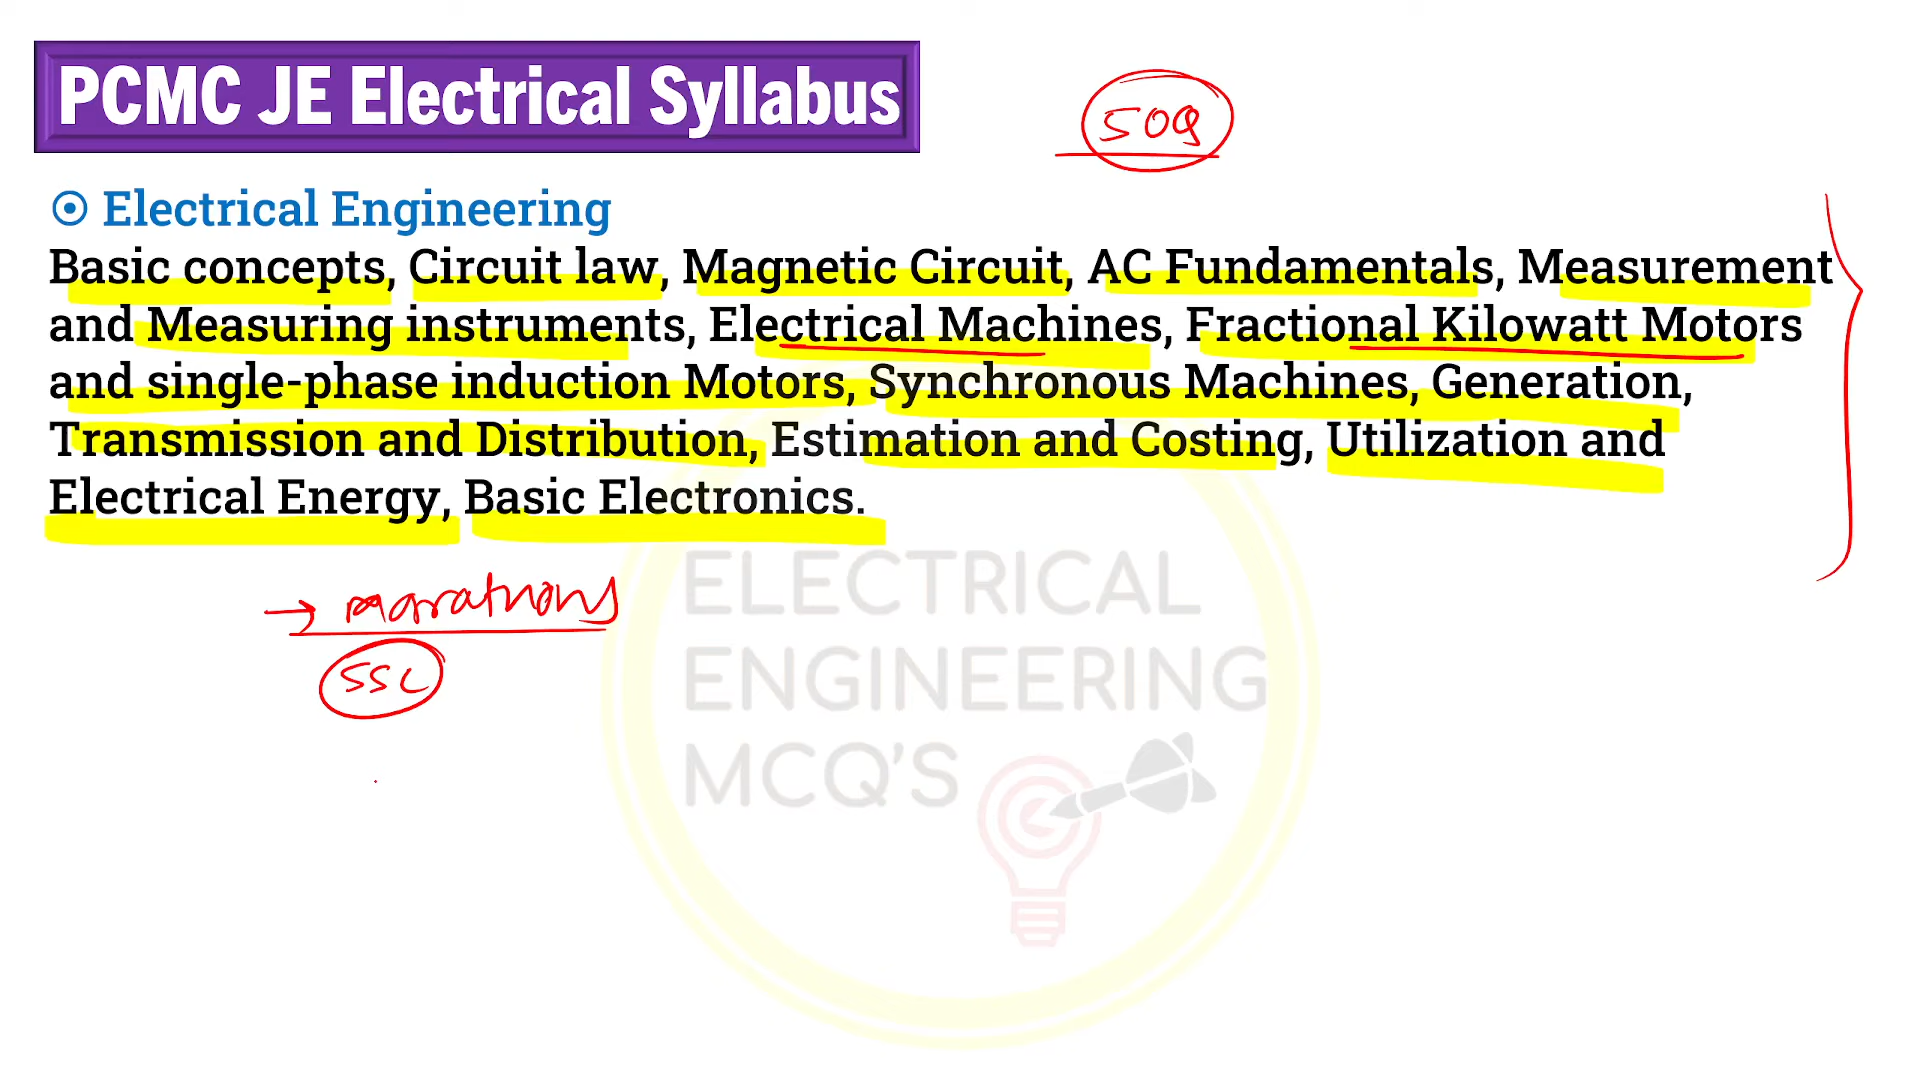 PCMC JE Electrical Syllabus
50Q
Electrical Engineering
Basic concepts, Circuit law, Magnetic Circuit, AC Fundamentals, Measurement
and Measuring instruments, Electrical Machines, Fractional Kilowatt Motors
and single-phase induction Motors, Synchronous Machines, Generation,
Transmission and Distribution, Estimation and Costing, Utilization and
Electrical Energy, Basic Electronics.
→
SSC
ELECTRICAL
ENGINEERING
MCQ'S